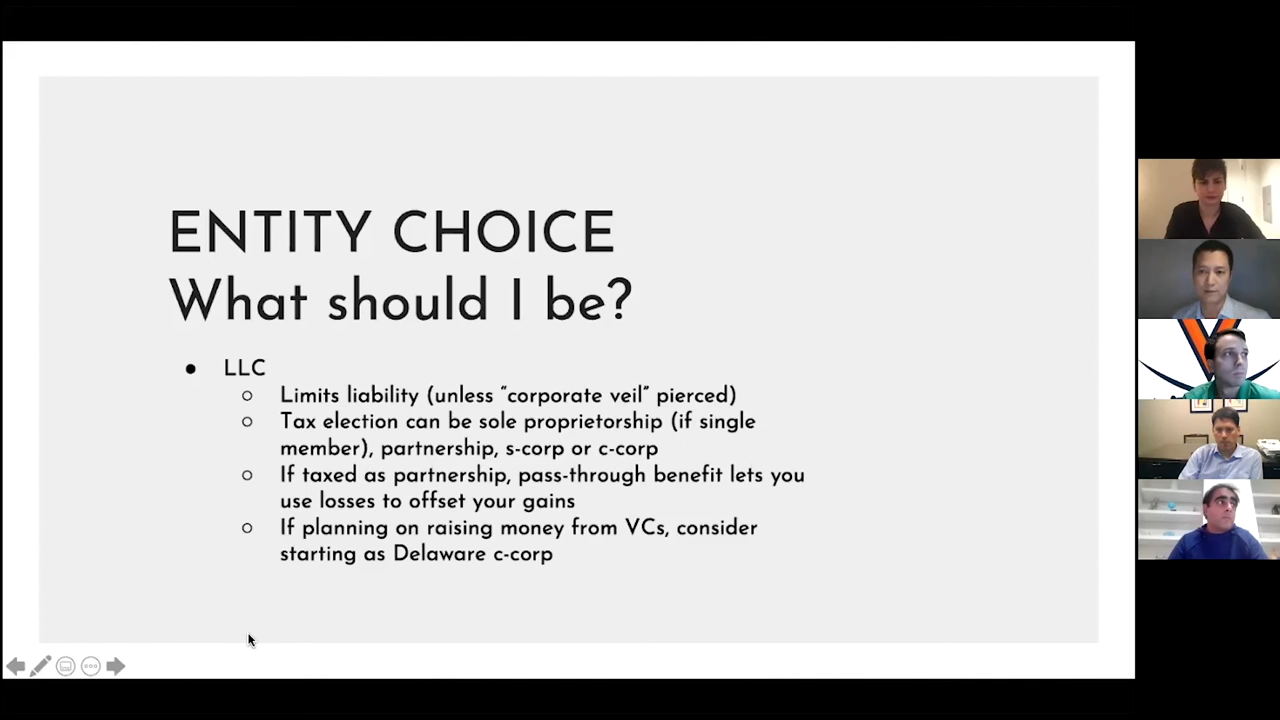 ENTITY CHOICE
What should I be?
● LLC
○ Limits liability (unless “corporate veil” pierced)
○ Tax election can be sole proprietorship (if single
member), partnership, s-corp or c-corp
○ If taxed as partnership, pass-through benefit lets you
use losses to offset your gains
○ If planning on raising money from VCs, consider
starting as Delaware c-corp